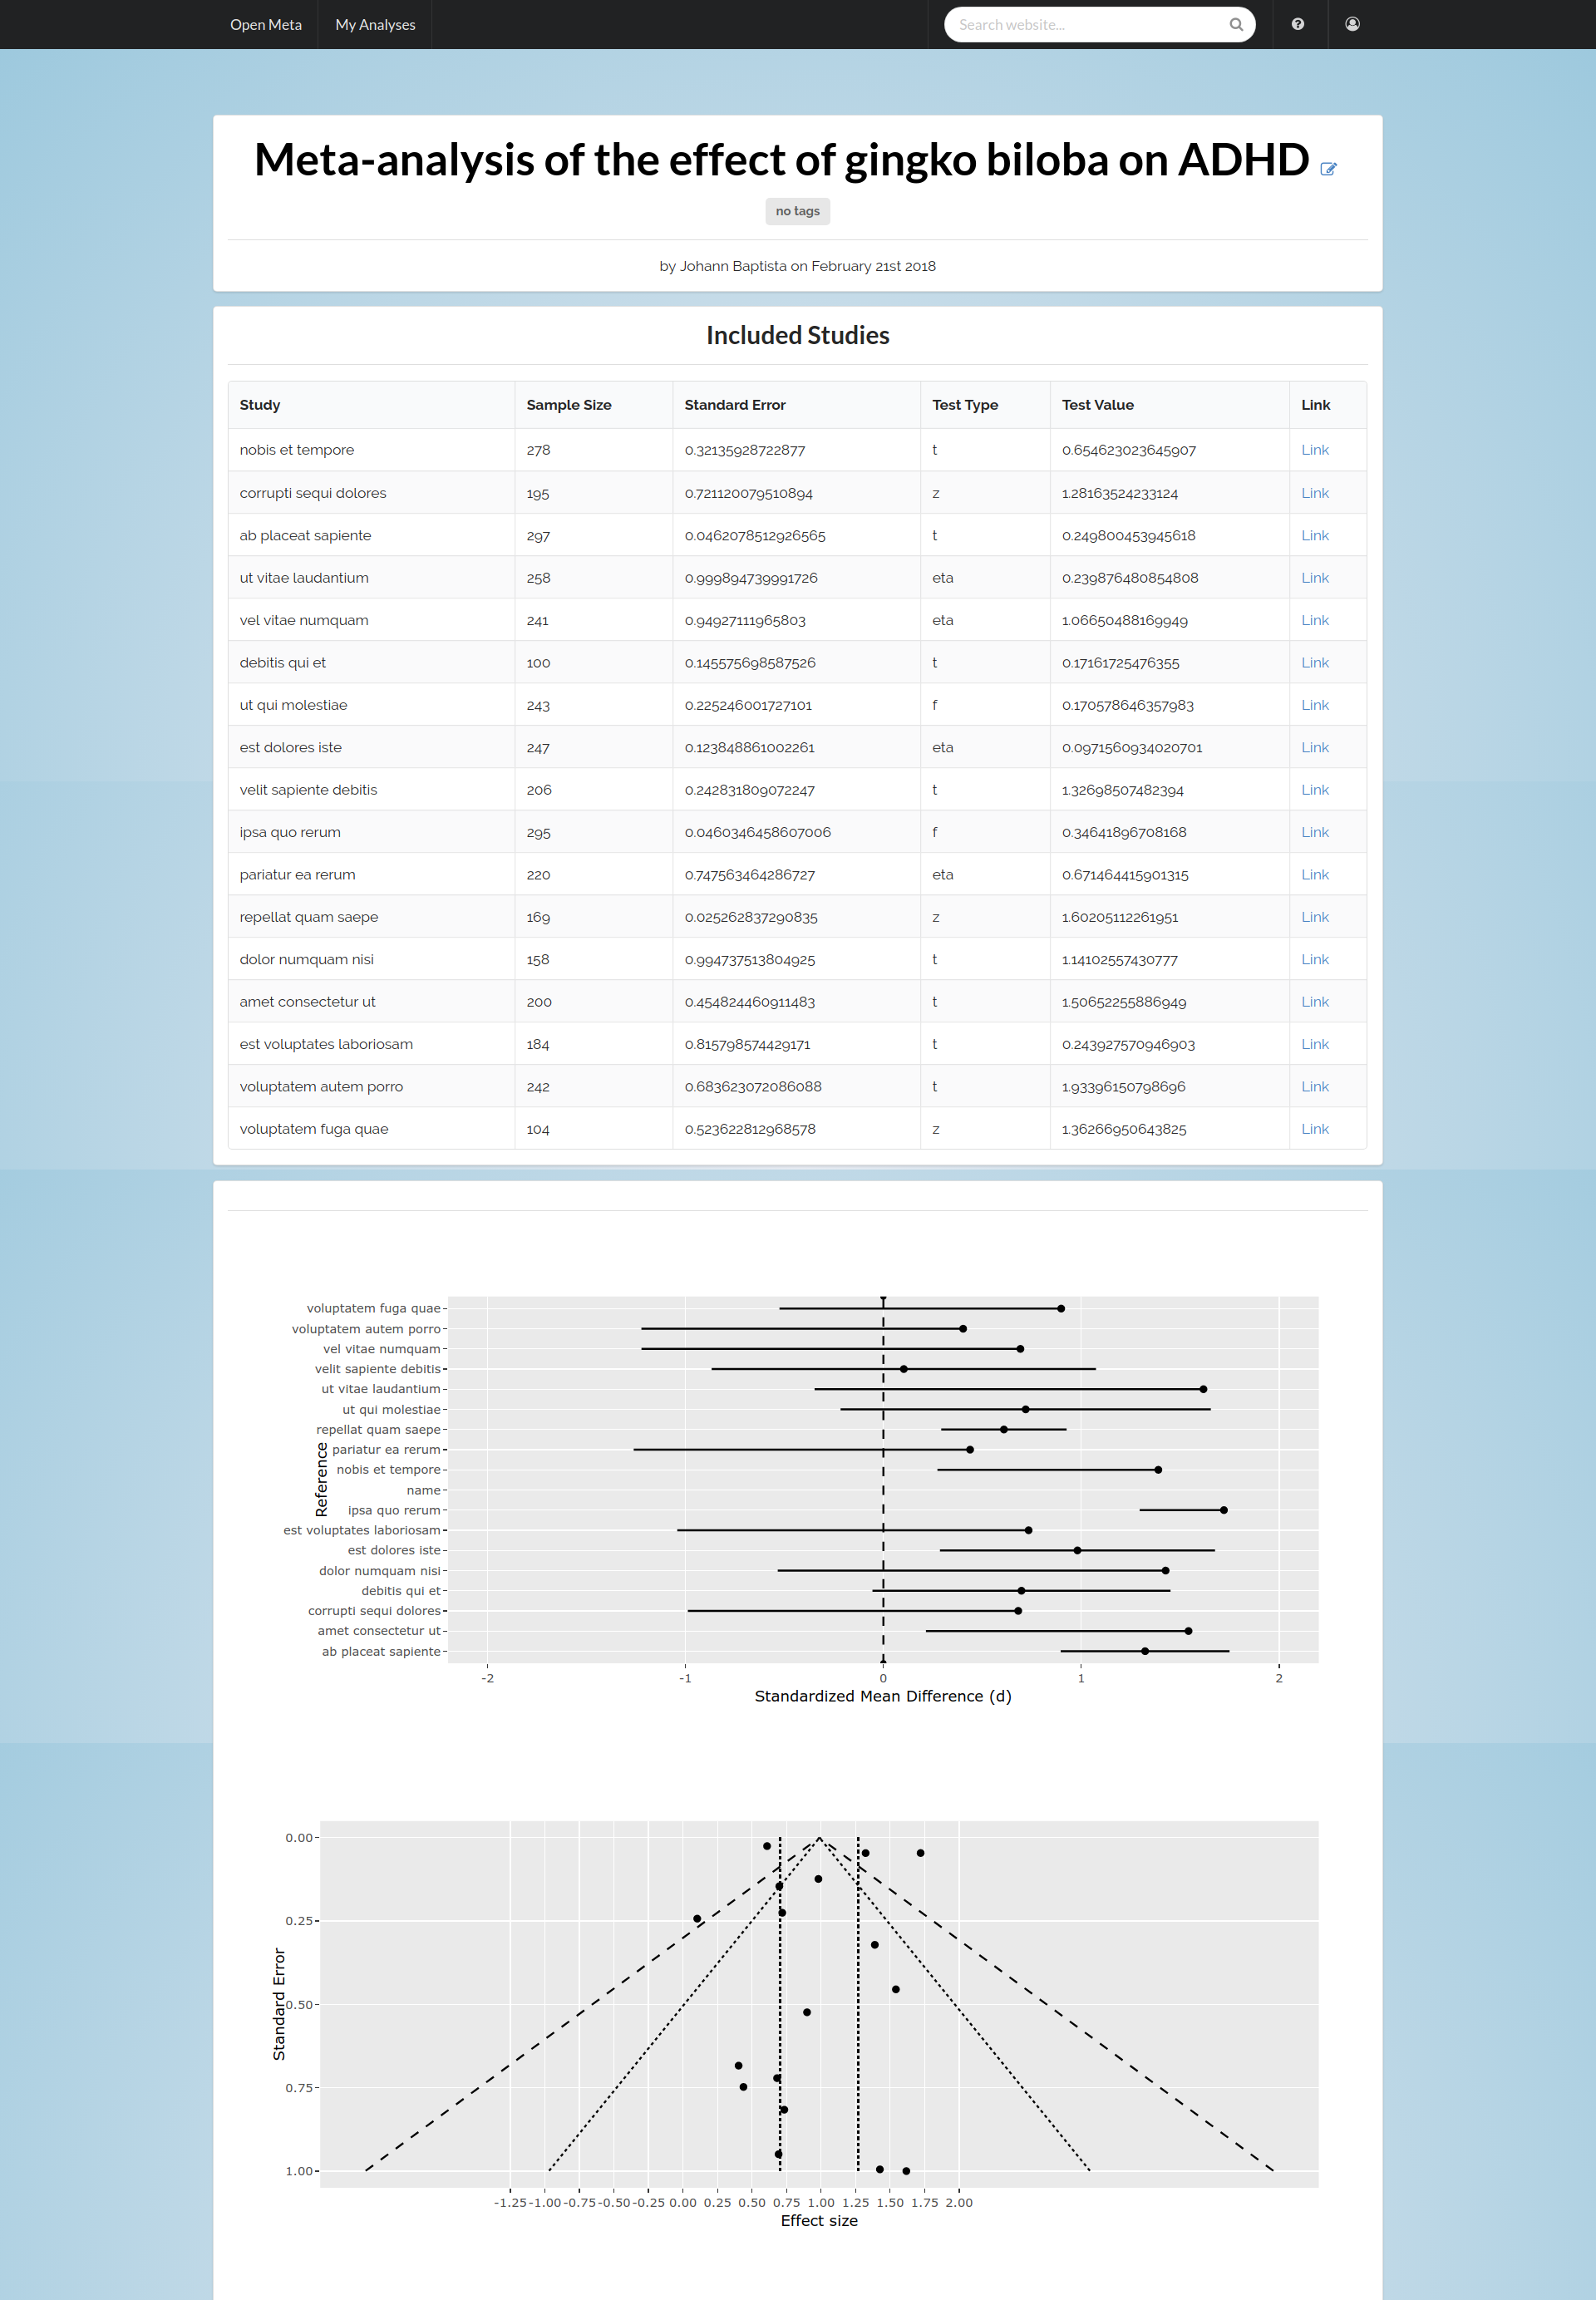 Open Meta My Analyses Search website...
Meta-analysis of the effect of gingko biloba on ADHD
no tags
by Johann Baptista on February 21st 2018
Included Studies
Study Sample Size Standard Error Test Type Test Value Link
nobis et tempore 278 0.32135928722877 t 0.654623023645907 Link
corrupti sequi dolores 195 0.721120079510894 z 1.28163524233124 Link
ab placeat sapiente 297 0.0462078512926565 t 0.249800453945618 Link
ut vitae laudantium 258 0.999894739991726 eta 0.239876480854808 Link
vel vitae numquam 241 0.94927111965803 eta 1.06650488169949 Link
debitis qui et 100 0.145575698587526 t 0.17161725476355 Link
ut qui molestiae 243 0.225246001727101 f 0.170578646357983 Link
est dolores iste 247 0.123848861002261 eta 0.0971560934020701 Link
velit sapiente debitis 206 0.242831809072247 t 1.32698507482394 Link
ipsa quo rerum 295 0.0460346458607006 f 0.34641896708168 Link
pariatur ea rerum 220 0.747563464286727 eta 0.671464415901315 Link
repellat quam saepe 169 0.025262837290835 z 1.60205112261951 Link
dolor numquam nisi 158 0.994737513804925 t 1.14102557430777 Link
amet consectetur ut 200 0.454824460911483 t 1.50652255886949 Link
est voluptates laboriosam 184 0.815798574429171 t 0.243927570946903 Link
voluptatem autem porro 242 0.683623072086088 t 1.93396150798696 Link
voluptatem fuga quae 104 0.523622812968578 z 1.36266950643825 Link
Reference
voluptatem fuga quae
voluptatem autem porro
vel vitae numquam
velit sapiente debitis
ut vitae laudantium
ut qui molestiae
repellat quam saepe
pariatur ea rerum
nobis et tempore
name
ipsa quo rerum
est voluptates laboriosam
est dolores iste
dolor numquam nisi
debitis qui et
corrupti sequi dolores
amet consectetur ut
ab placeat sapiente
-2 -1 0 1 2
Standardized Mean Difference (d)
Standard Error
0.00
0.25
0.50
0.75
1.00
-1.25 -1.00 -0.75 -0.50 -0.25 0.00 0.25 0.50 0.75 1.00 1.25 1.50 1.75 2.00
Effect size